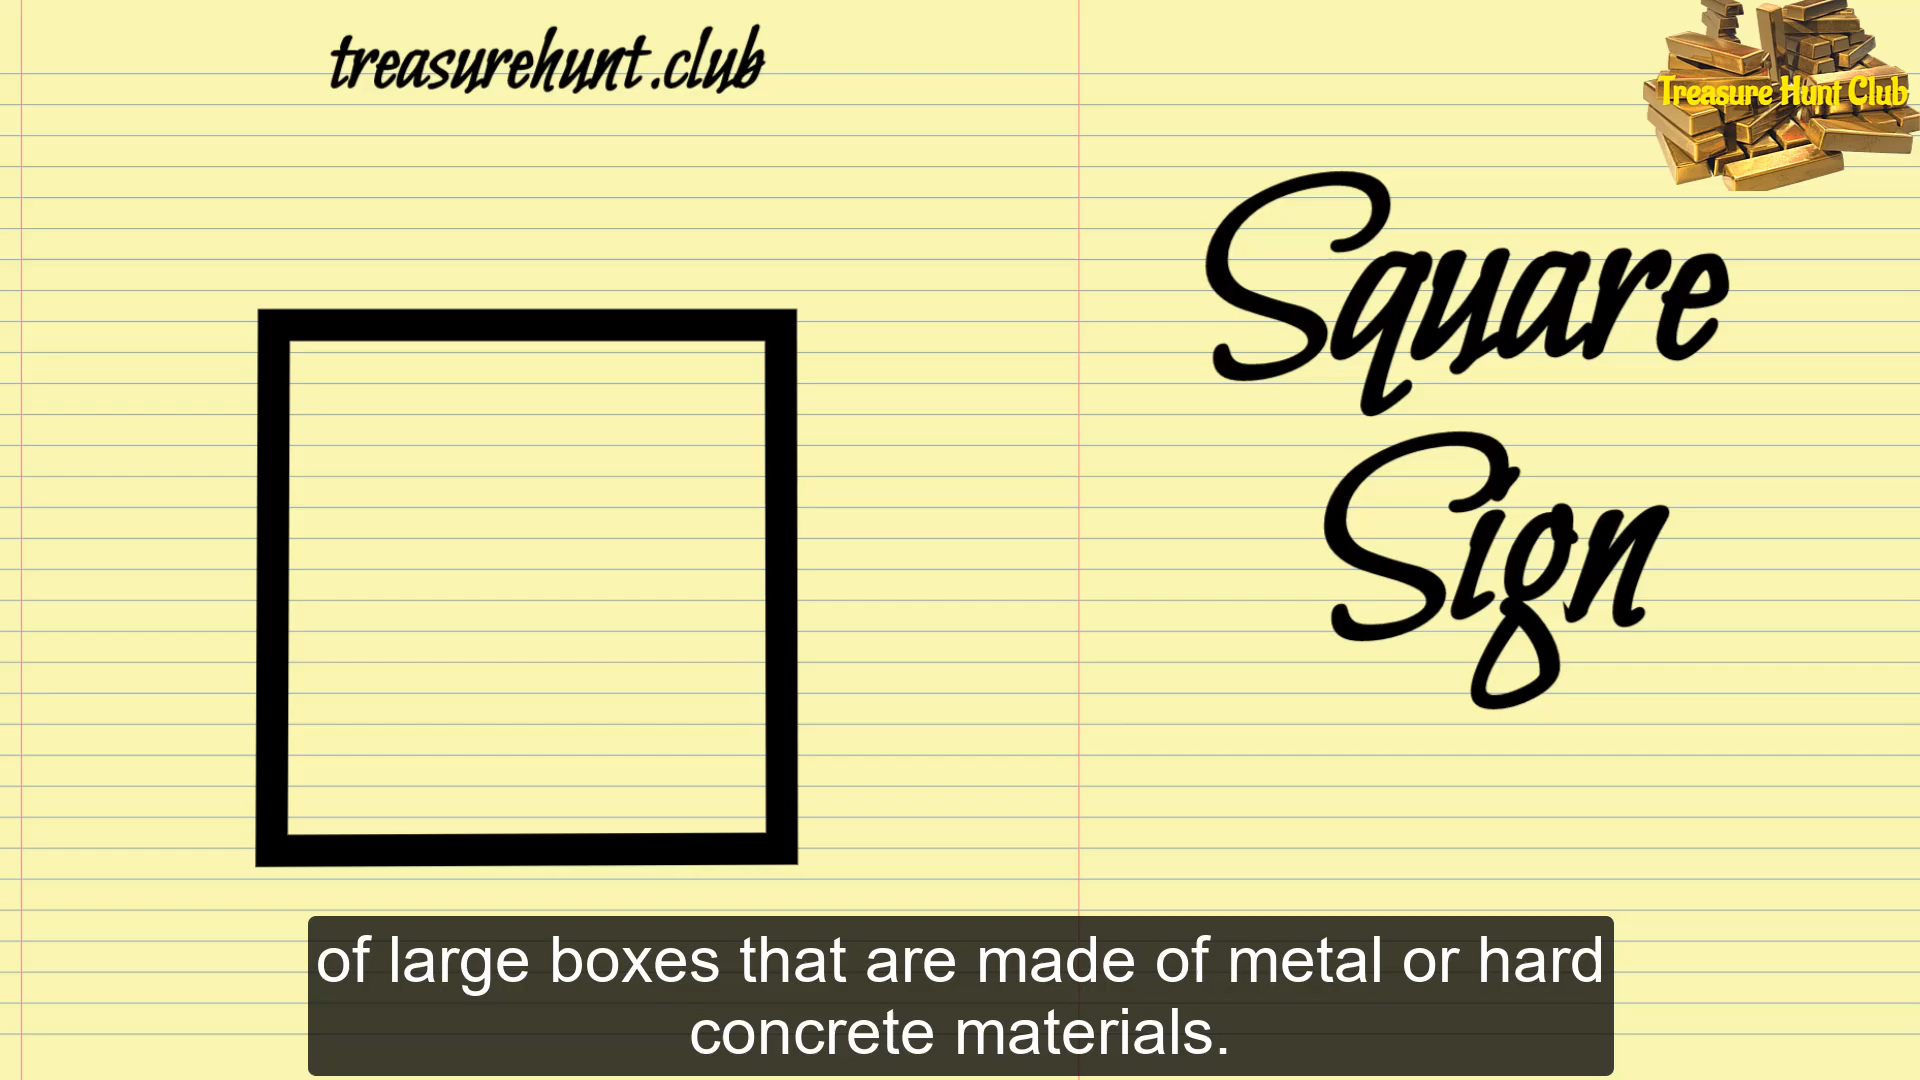 treasurehunt.club
Treasure Hunt Club
Square
Sign
of large boxes that are made of metal or hard
concrete materials.